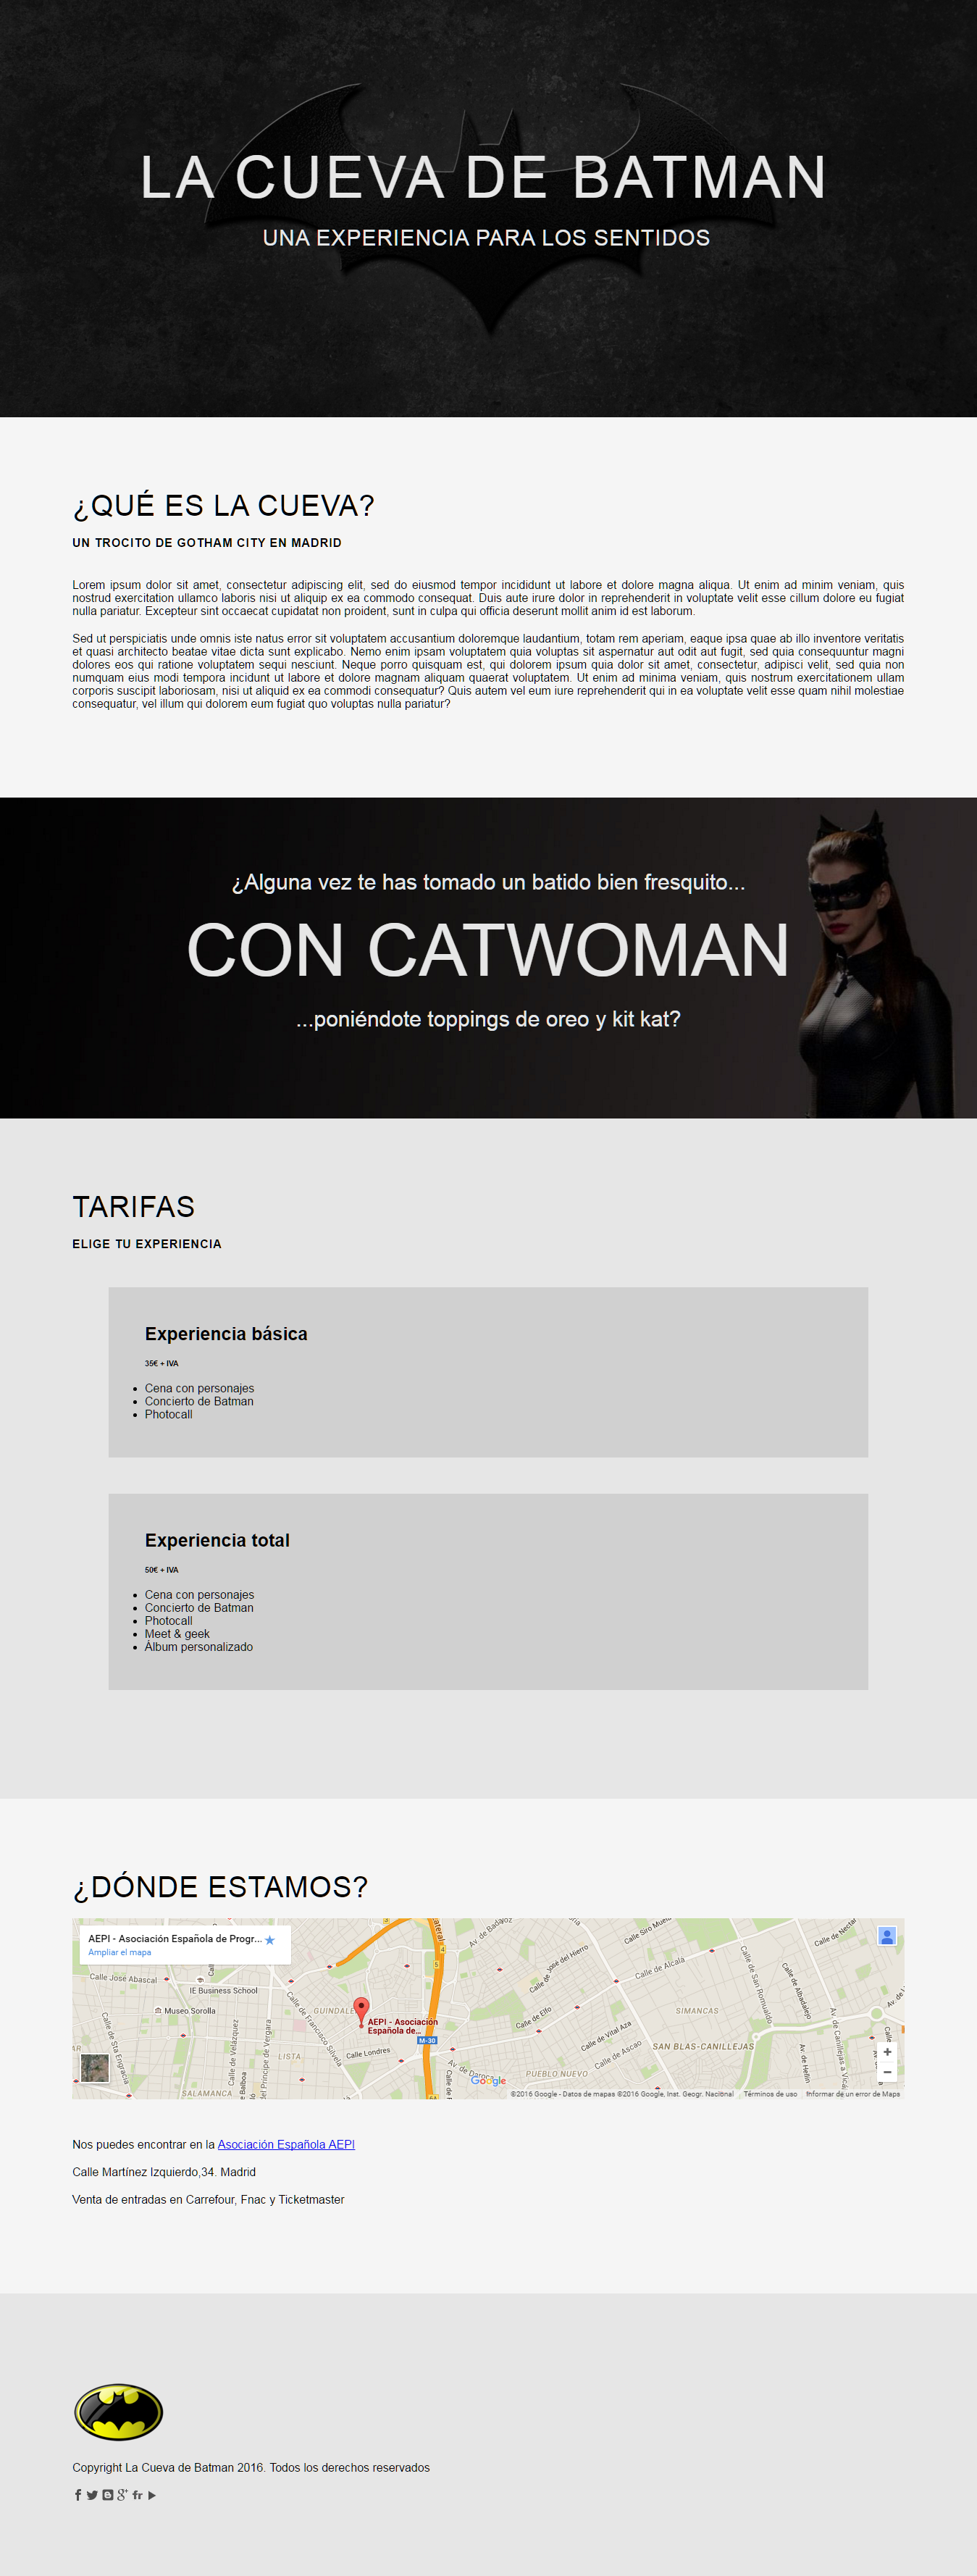 LA CUEVA DE BATMAN
UNA EXPERIENCIA PARA LOS SENTIDOS
¿QUÉ ES LA CUEVA?
UN TROCITO DE GOTHAM CITY EN MADRID
Lorem ipsum dolor sit amet, consectetur adipiscing elit, sed do eiusmod tempor incididunt ut labore et dolore magna aliqua. Ut enim ad minim veniam, quis
nostrud exercitation ullamco laboris nisi ut aliquip ex ea commodo consequat. Duis aute irure dolor in reprehenderit in voluptate velit esse cillum dolore eu fugiat
nulla pariatur. Excepteur sint occaecat cupidatat non proident, sunt in culpa qui officia deserunt mollit anim id est laborum.
Sed ut perspiciatis unde omnis iste natus error sit voluptatem accusantium doloremque laudantium, totam rem aperiam, eaque ipsa quae ab illo inventore veritatis
et quasi architecto beatae vitae dicta sunt explicabo. Nemo enim ipsam voluptatem quia voluptas sit aspernatur aut odit aut fugit, sed quia consequuntur magni
dolores eos qui ratione voluptatem sequi nesciunt. Neque porro quisquam est, qui dolorem ipsum quia dolor sit amet, consectetur, adipisci velit, sed quia non
numquam eius modi tempora incidunt ut labore et dolore magnam aliquam quaerat voluptatem. Ut enim ad minima veniam, quis nostrum exercitationem ullam
corporis suscipit laboriosam, nisi ut aliquid ex ea commodi consequatur? Quis autem vel eum iure reprehenderit qui in ea voluptate velit esse quam nihil molestiae
consequatur, vel illum qui dolorem eum fugiat quo voluptas nulla pariatur?
¿Alguna vez te has tomado un batido bien fresquito...
CON CATWOMAN
...poniéndote toppings de oreo y kit kat?
TARIFAS
ELIGE TU EXPERIENCIA
Experiencia básica
35€ + IVA
Cena con personajes
Concierto de Batman
Photocall
Experiencia total
50€ + IVA
Cena con personajes
Concierto de Batman
Photocall
Meet & geek
Álbum personalizado
¿DÓNDE ESTAMOS?
AEPI - Asociación Española de Progr...
Ampliar el mapa
Calle José Abascal
IE Business School
Museo Sorolla
Calle de Sta Engracia
Calle de Velázquez
del Príncipe de Vergara
Calle de Francisco Silvela
LISTA
SALAMANCA
AEPI - Asociación
Española de...
M-30
Calle Londres
Av. de Daroca
Av. de Badajoz
Calle de José del Hierro
Calle de Elfo
Calle de Alcalá
Calle de Vital Aza
Calle de Ascao
PUEBLO NUEVO
SIMANCAS
SAN BLAS-CANILLEJAS
Calle de San Romualdo
Calle de Albadalejo
Calle de Nectar
Av. de Canillejas a Vicál
Av. de Hellín
Google
©2016 Google - Datos de mapas ©2016 Google, Inst. Geogr. Nacional
Términos de uso
Informar de un error de Maps
Nos puedes encontrar en la Asociación Española AEPI
Calle Martínez Izquierdo,34. Madrid
Venta de entradas en Carrefour, Fnac y Ticketmaster
Copyright La Cueva de Batman 2016. Todos los derechos reservados